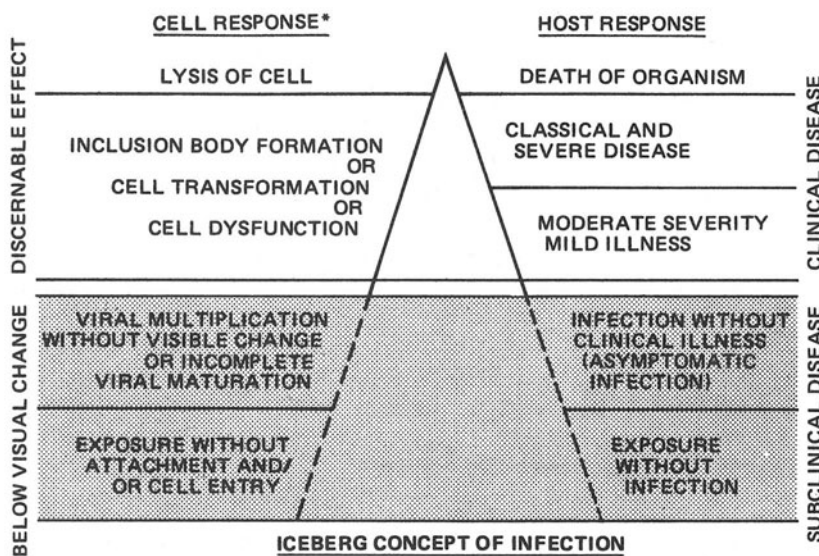 CELL RESPONSE*
HOST RESPONSE
DISCERNABLE EFFECT
LYSIS OF CELL
DEATH OF ORGANISM
CLINICAL DISEASE
INCLUSION BODY FORMATION
OR
CELL TRANSFORMATION
OR
CELL DYSFUNCTION
CLASSICAL AND
SEVERE DISEASE
MODERATE SEVERITY
MILD ILLNESS
BELOW VISUAL CHANGE
VIRAL MULTIPLICATION
WITHOUT VISIBLE CHANGE
OR INCOMPLETE
VIRAL MATURATION
INFECTION WITHOUT
CLINICAL ILLNESS
(ASYMPTOMATIC
INFECTION)
SUBCLINICAL DISEASE
EXPOSURE WITHOUT
ATTACHMENT AND/
OR CELL ENTRY
EXPOSURE
WITHOUT
INFECTION
ICEBERG CONCEPT OF INFECTION